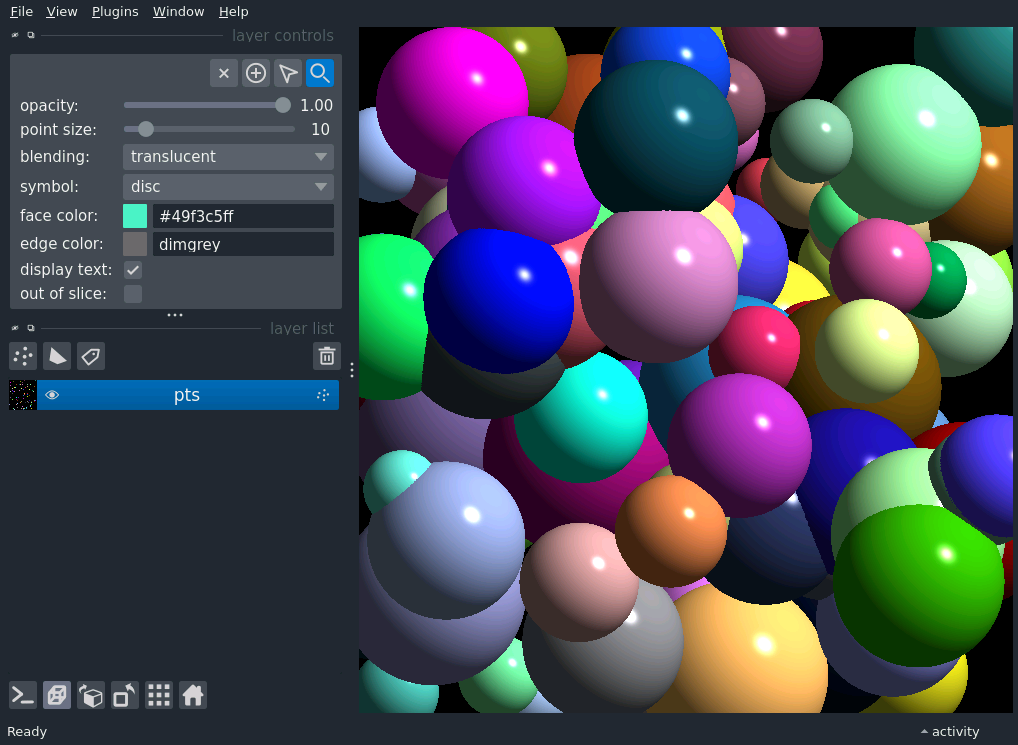 File View Plugins Window Help
layer controls
opacity: 1.00
point size: 10
blending: translucent
symbol: disc
face color: #49f3c5ff
edge color: dimgrey
display text:
out of slice:
layer list
pts
Ready activity